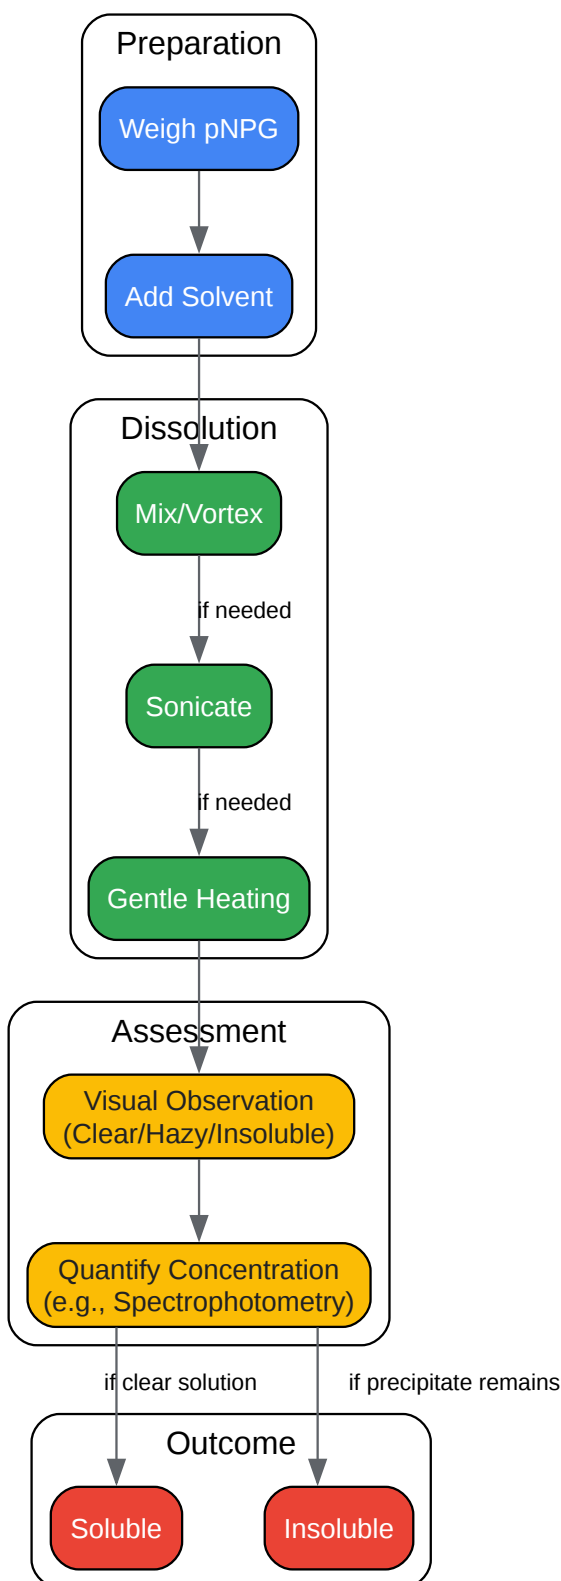 Preparation
Weigh pNPG
Add Solvent
Dissolution
Mix/Vortex
if needed
Sonicate
if needed
Gentle Heating
Assessment
Visual Observation
(Clear/Hazy/Insoluble)
Quantify Concentration
(e.g., Spectrophotometry)
if clear solution
if precipitate remains
Outcome
Soluble
Insoluble